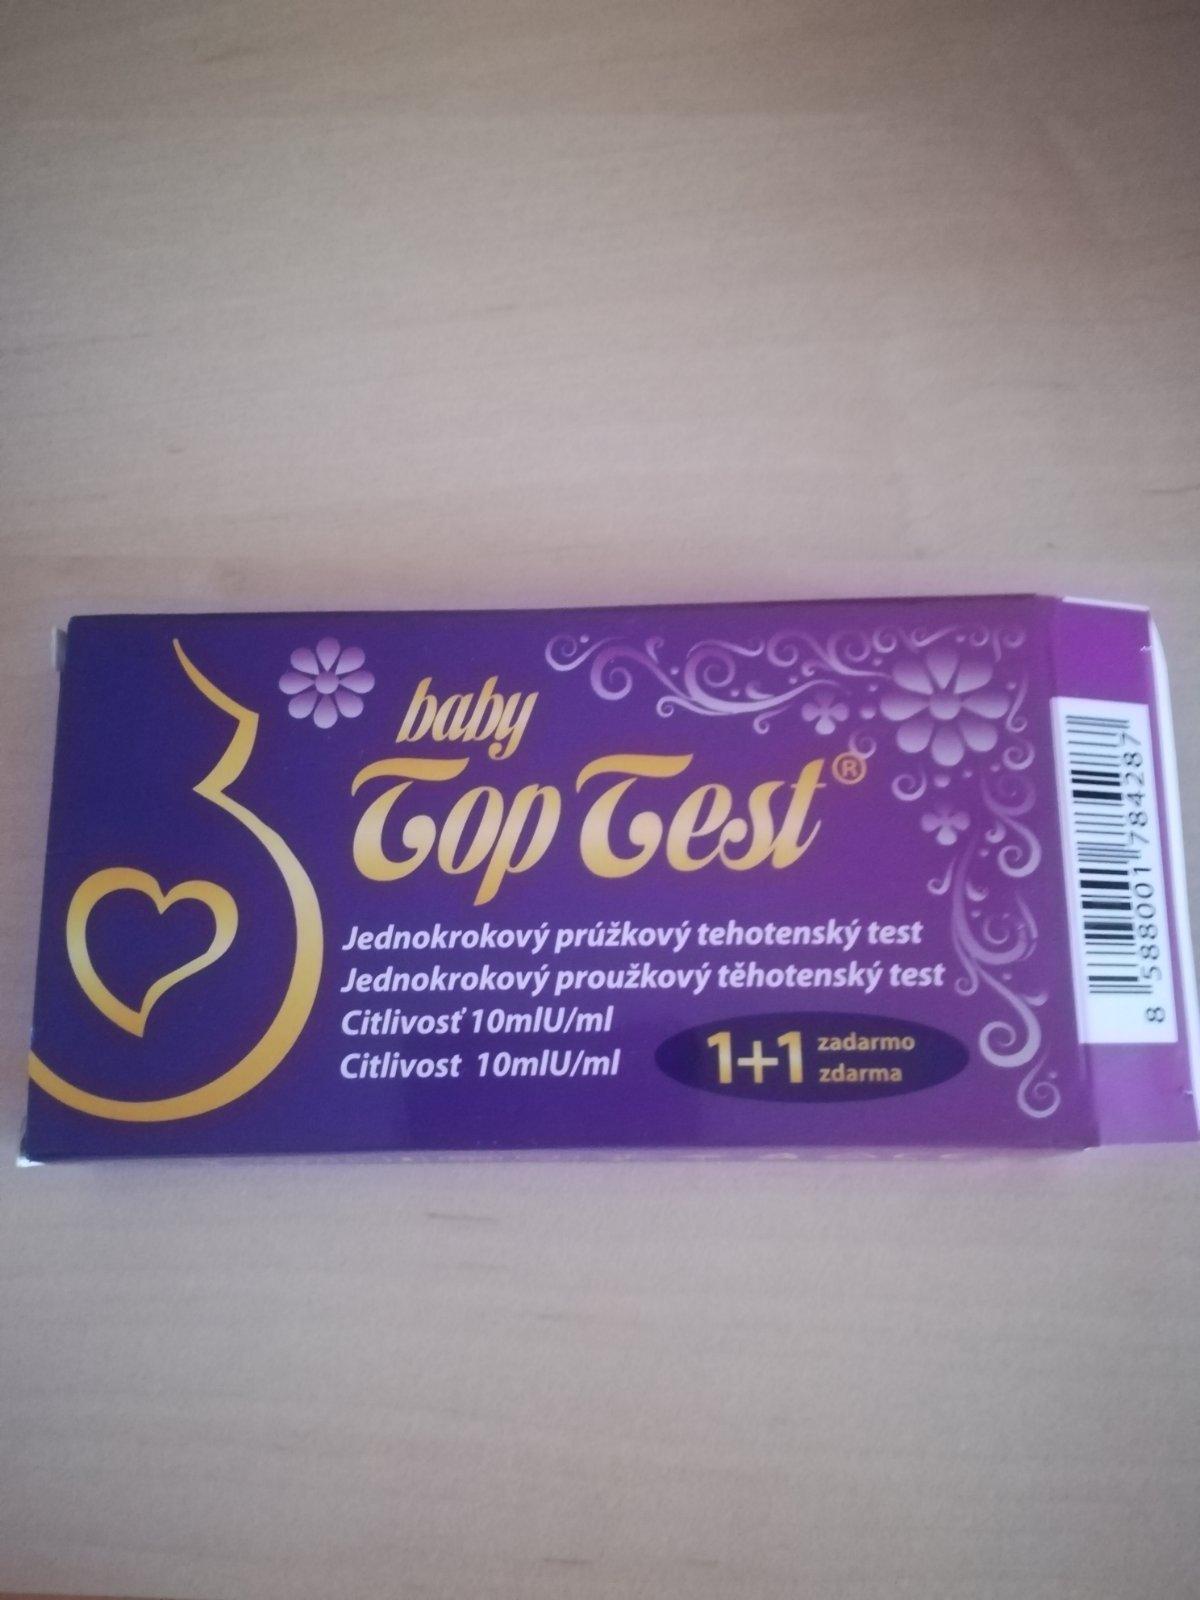 baby
Top Test®
Jednokrokový prúžkový tehotenský test
Jednokrokový proužkový těhotenský test
Citlivosť 10mlU/ml
Citlivost 10mlU/ml
1+1 zadarmo
zdarma
8 588001 784287